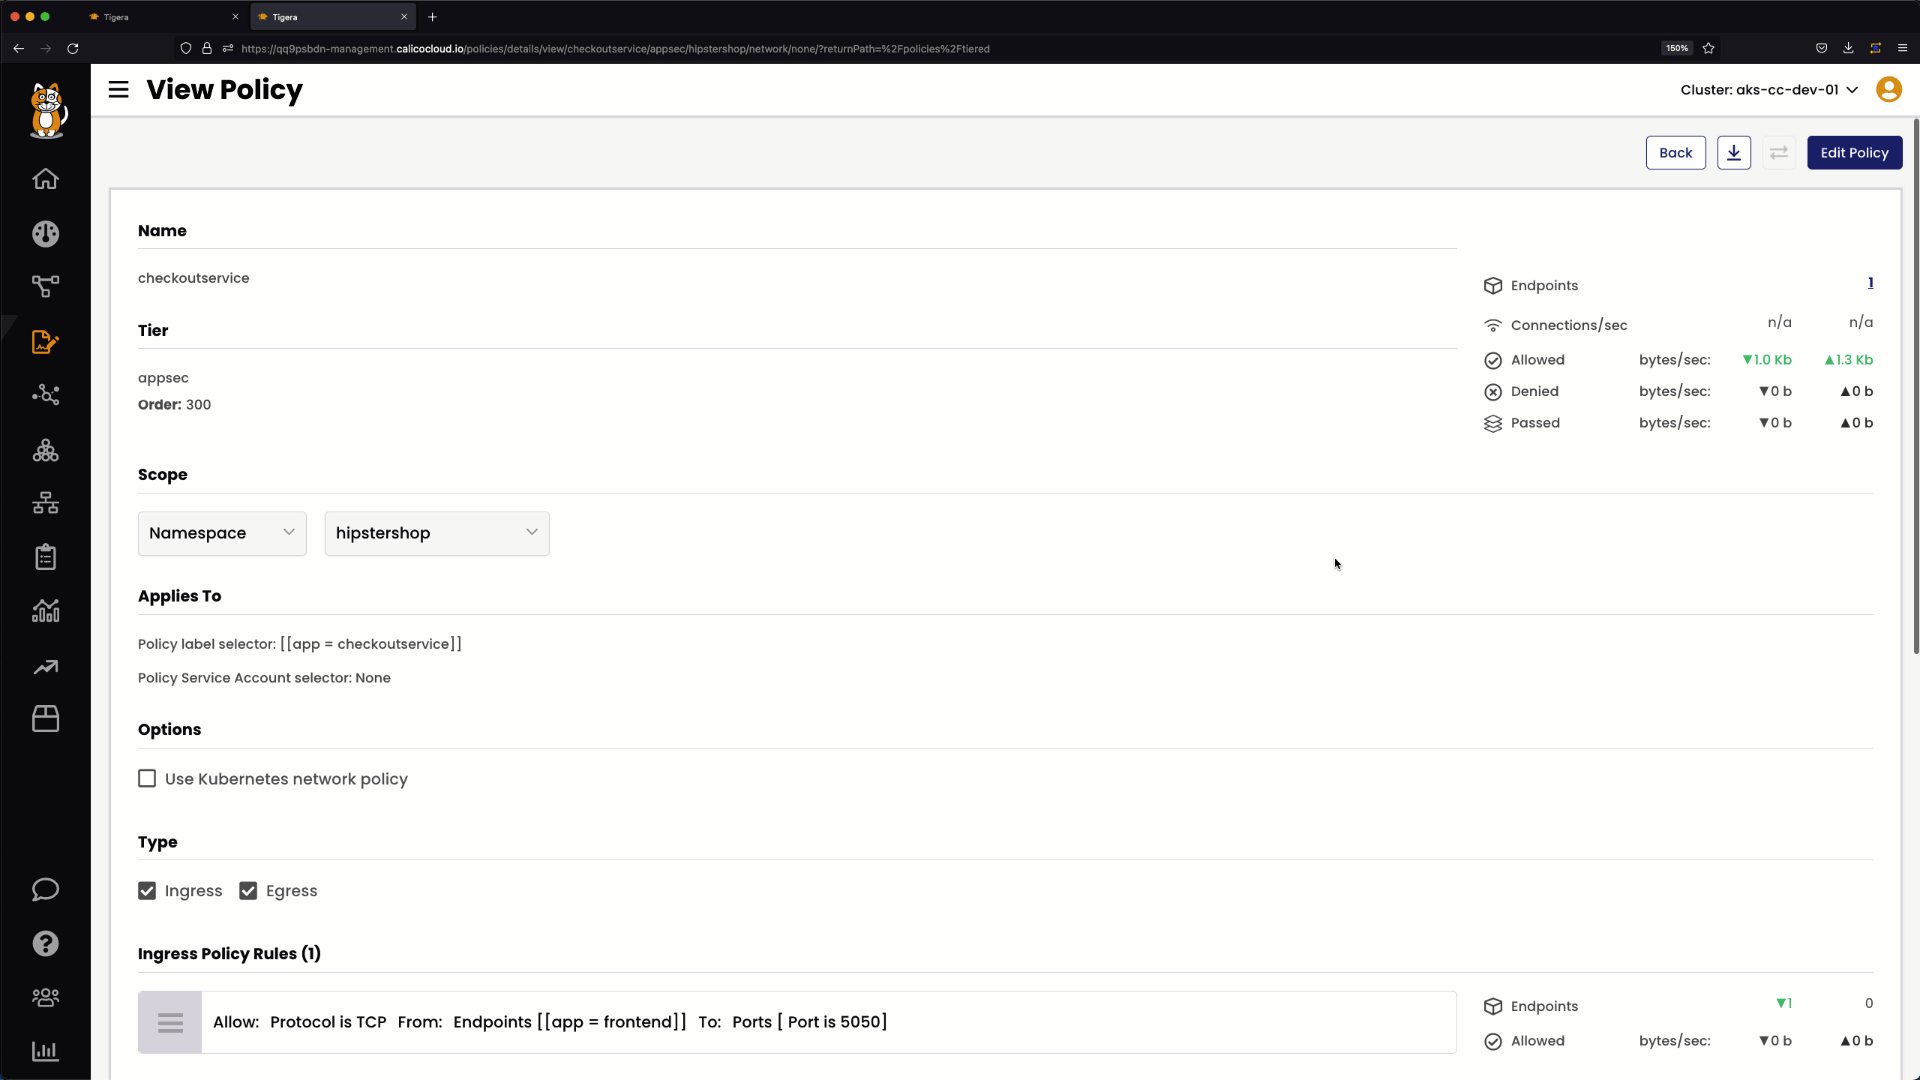 Tigera
Tigera
https://qq9psbdn-management.calicocloud.io/policies/details/view/checkoutservice/appsec/hipstershop/network/none/?returnPath=%2Fpolicies%2Ftiered
150%
View Policy
Cluster: aks-cc-dev-01
Back
Edit Policy
Name
checkoutservice
Endpoints 1
Connections/sec n/a n/a
Tier
Allowed bytes/sec: ▼1.0 Kb ▲1.3 Kb
appsec
Denied bytes/sec: ▼0 b ▲0 b
Order: 300
Passed bytes/sec: ▼0 b ▲0 b
Scope
Namespace hipstershop
Applies To
Policy label selector: [[app = checkoutservice]]
Policy Service Account selector: None
Options
Use Kubernetes network policy
Type
Ingress Egress
Ingress Policy Rules (1)
Allow: Protocol is TCP From: Endpoints [[app = frontend]] To: Ports [ Port is 5050]
Endpoints ▼1 0
Allowed bytes/sec: ▼0 b ▲0 b